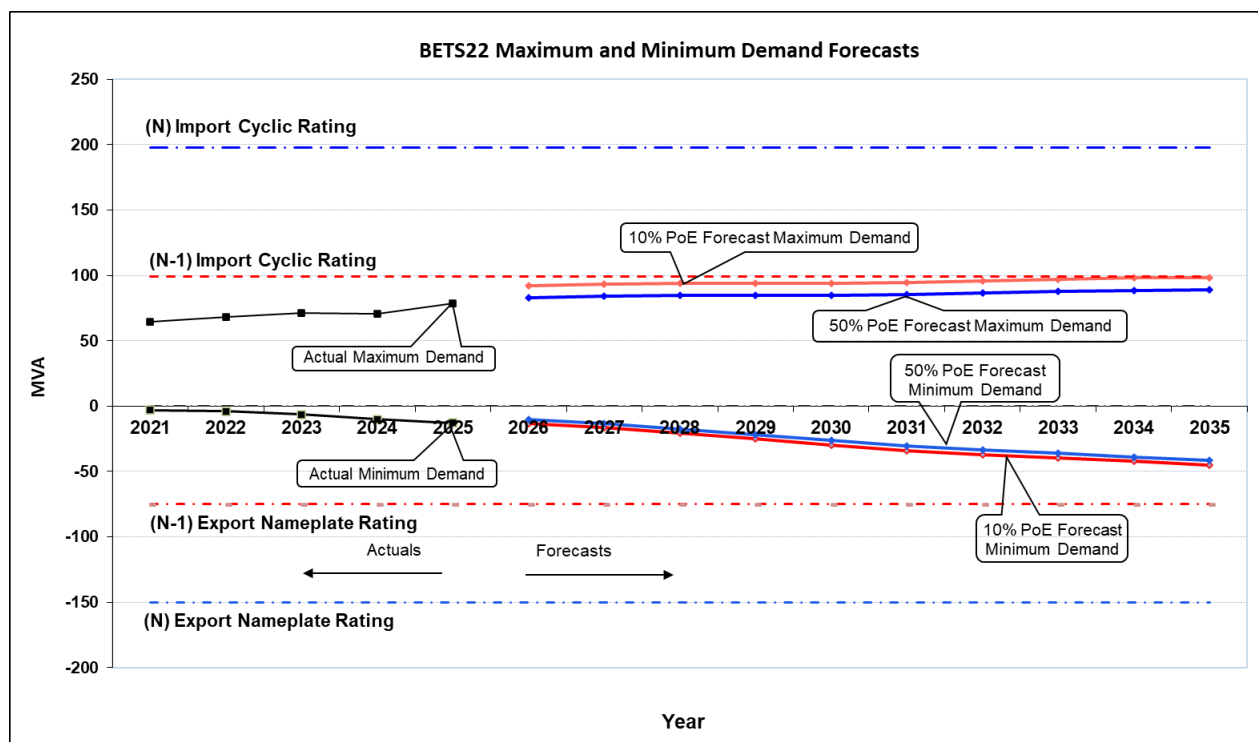 BETS22 Maximum and Minimum Demand Forecasts
250
(N) Import Cyclic Rating
200
150
10% PoE Forecast Maximum Demand
(N-1) Import Cyclic Rating
100
50% PoE Forecast Maximum Demand
50
Actual Maximum Demand
50% PoE Forecast
Minimum Demand
MVA
0
2021 2022 2023 2024 2025 2026 2027 2028 2029 2030 2031 2032 2033 2034 2035
Actual Minimum Demand
-50
(N-1) Export Nameplate Rating
10% PoE Forecast
Minimum Demand
-100
Actuals
Forecasts
-150
(N) Export Nameplate Rating
-200
Year